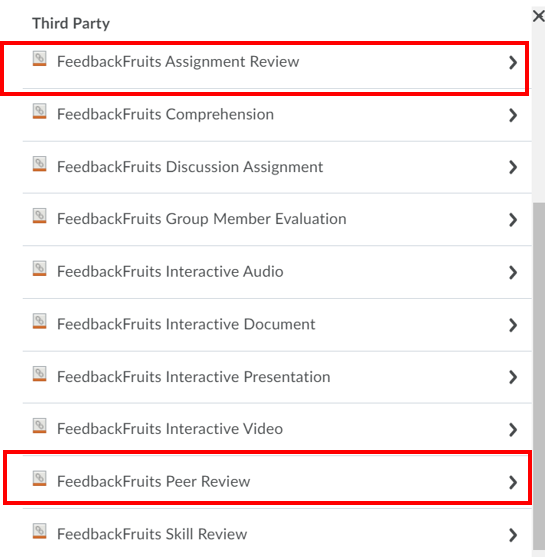 Third Party
FeedbackFruits Assignment Review
FeedbackFruits Comprehension
FeedbackFruits Discussion Assignment
FeedbackFruits Group Member Evaluation
FeedbackFruits Interactive Audio
FeedbackFruits Interactive Document
FeedbackFruits Interactive Presentation
FeedbackFruits Interactive Video
FeedbackFruits Peer Review
FeedbackFruits Skill Review